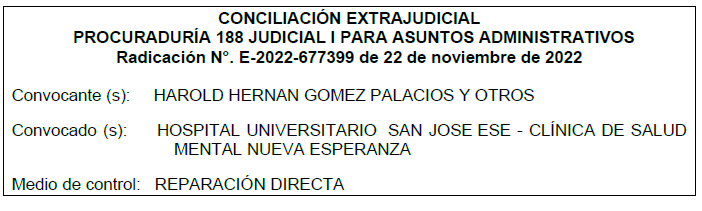 CONCILIACIÓN EXTRAJUDICIAL
PROCURADURÍA 188 JUDICIAL I PARA ASUNTOS ADMINISTRATIVOS
Radicación N°. E-2022-677399 de 22 de noviembre de 2022
Convocante (s): HAROLD HERNAN GOMEZ PALACIOS Y OTROS
Convocado (s): HOSPITAL UNIVERSITARIO SAN JOSE ESE - CLÍNICA DE SALUD
MENTAL NUEVA ESPERANZA
Medio de control: REPARACIÓN DIRECTA